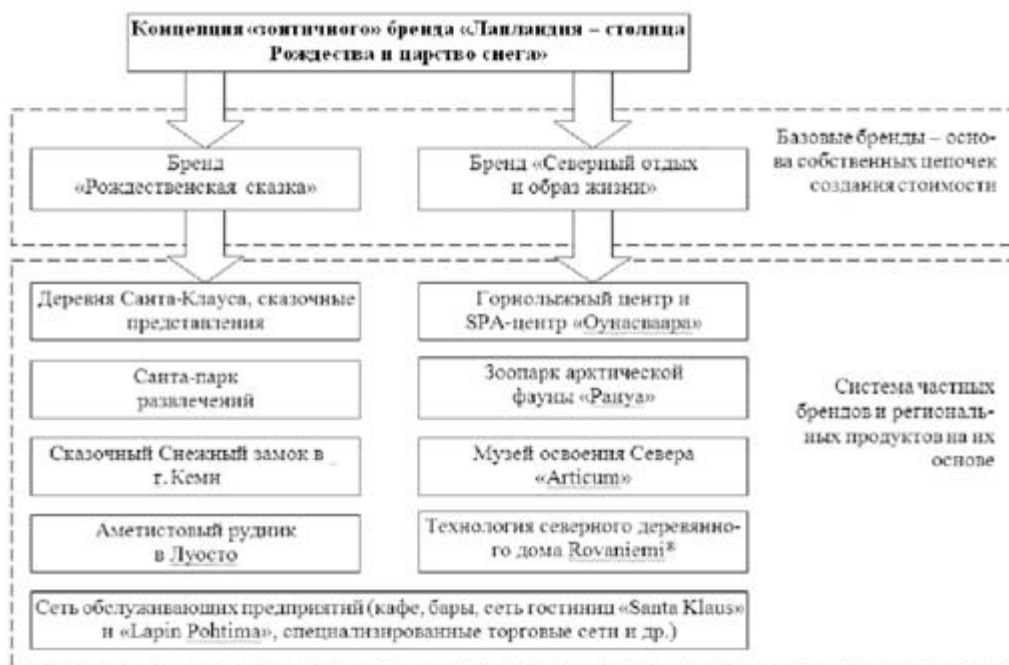 Концепция «зонтичного» бренда «Лапландия – столица
Рождества и царство снега»
Базовые бренды – осно-
ва собственных цепочек
создания стоимости
Бренд
«Рождественская сказка»
Бренд «Северный отдых
и образ жизни»
Деревня Санта-Клауса, сказочные
представления
Горнолыжный центр и
SPA-центр «Оунасваара»
Санта-парк
развлечений
Зоопарк арктической
фауны «Рануа»
Система частных
брендов и региональ-
ных продуктов на их
основе
Сказочный Снежный замок в
г. Кеми
Музей освоения Севера
«Articum»
Аметистовый рудник
в Луосто
Технология северного деревянно-
го дома Rovaniemi®
Сеть обслуживающих предприятий (кафе, бары, сеть гостиниц «Santa Klaus»
и «Lapin Pohtima», специализированные торговые сети и др.)